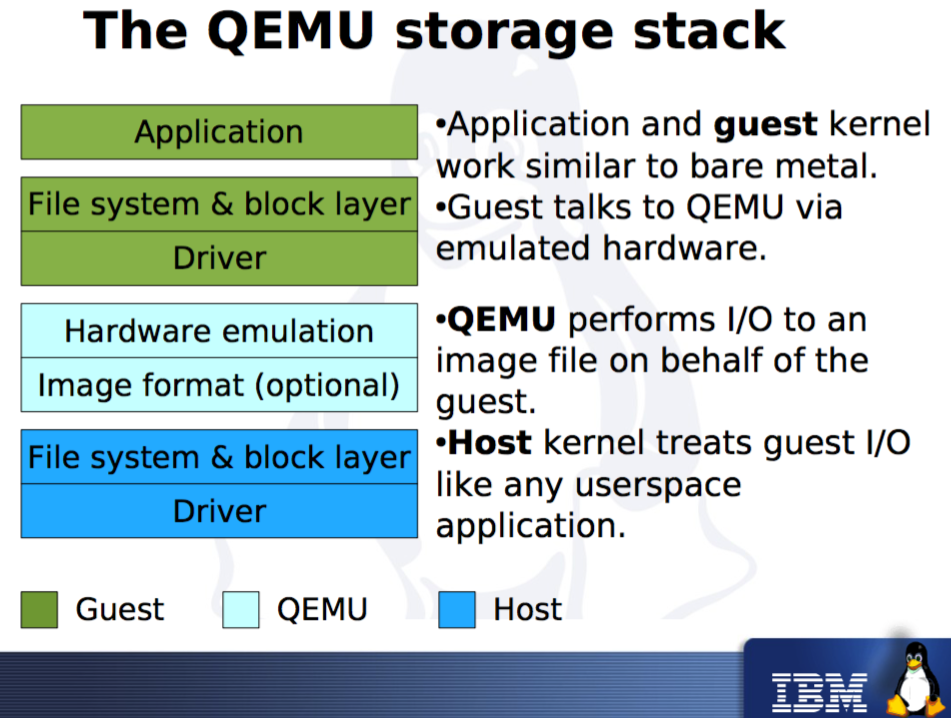 The QEMU storage stack
Application
File system & block layer
Driver
Hardware emulation
Image format (optional)
File system & block layer
Driver
•Application and guest kernel
work similar to bare metal.
•Guest talks to QEMU via
emulated hardware.
•QEMU performs I/O to an
image file on behalf of the
guest.
•Host kernel treats guest I/O
like any userspace
application.
Guest
QEMU
Host
IBM